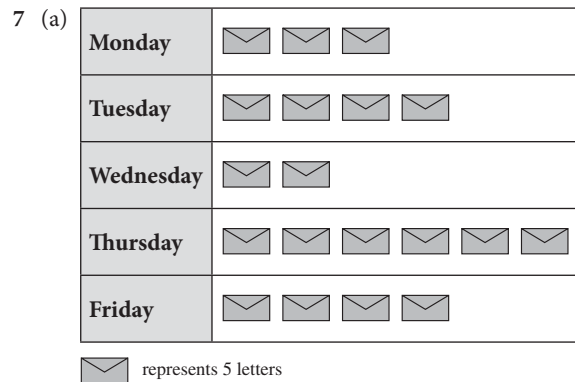 7 (a)
Monday
Tuesday
Wednesday
Thursday
Friday
represents 5 letters